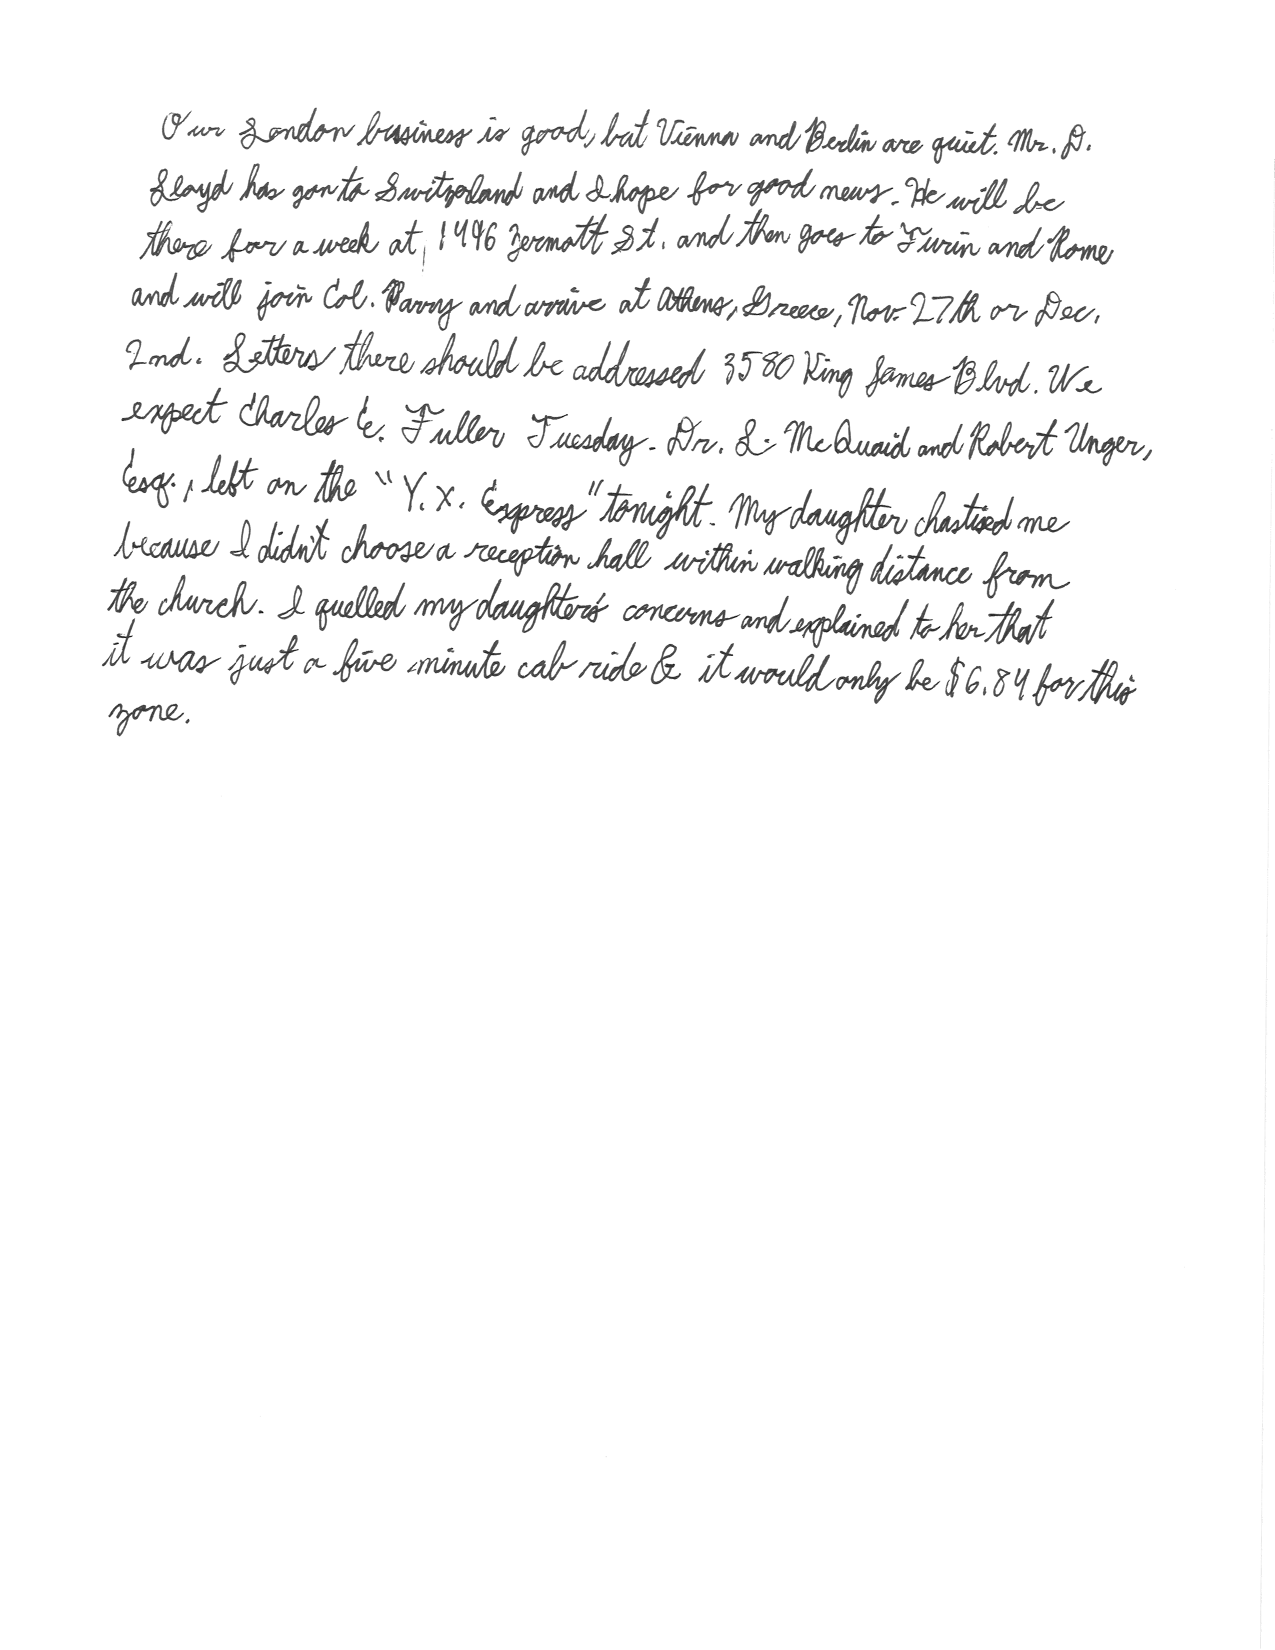 Our London business is good, but Vienna and Berlin are quiet. Mr. D.
Lloyd has gon to Switzerland and I hope for good news. He will be
there for a week at 1496 Zermott St. and then goes to Turin and Rome
and will join Col. Parry and arrive at Athens, Greece, Nov. 27th or Dec.
2nd. Letters there should be addressed 3580 King James Blvd. We
expect Charles E. Fuller Tuesday. Dr. L. McQuaid and Robert Unger,
Esq., left on the "Y. X. Express" tonight. My daughter chastised me
because I didn't choose a reception hall within walking distance from
the church. I quelled my daughter's concerns and explained to her that
it was just a five minute cab ride & it would only be $6.84 for this
zone.